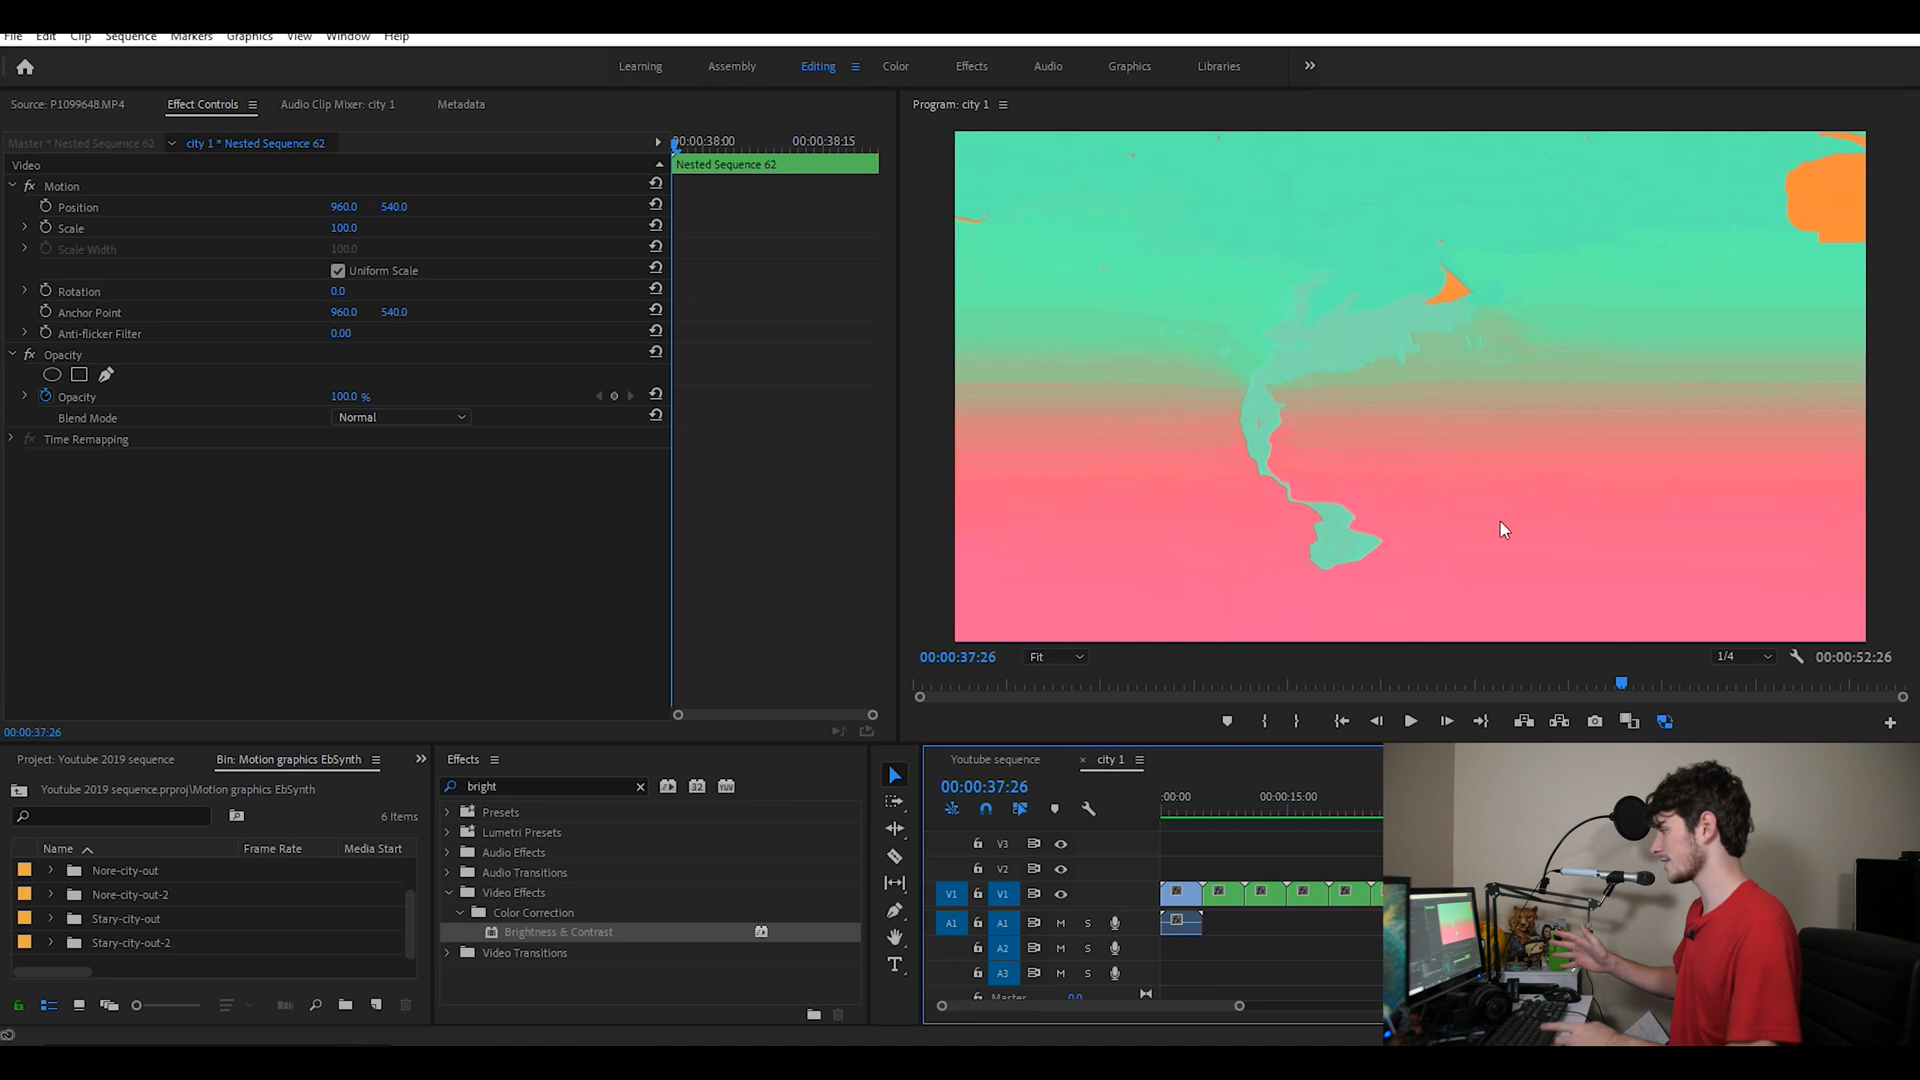 File Edit Clip Sequence Markers Graphics View Window Help
Learning Assembly Editing Color Effects Audio Graphics Libraries
Source: P1099648.MP4 Effect Controls Audio Clip Mixer: city 1 Metadata
Master * Nested Sequence 62 city 1 * Nested Sequence 62
00:00:38:00 00:00:38:15
Video
Nested Sequence 62
fx Motion
Position 960.0 540.0
Scale 100.0
Scale Width 100.0
Uniform Scale
Rotation 0.0
Anchor Point 960.0 540.0
Anti-flicker Filter 0.00
fx Opacity
Opacity 100.0 %
Blend Mode Normal
fx Time Remapping
00:00:37:26
Program: city 1
00:00:37:26 Fit 1/4 00:00:52:26
Project: Youtube 2019 sequence Bin: Motion graphics EbSynth
Youtube 2019 sequence.prproj\Motion graphics EbSynth
6 Items
Name Frame Rate Media Start
Nore-city-out
Nore-city-out-2
Stary-city-out
Stary-city-out-2
Effects
bright
32 YUV
Presets
Lumetri Presets
Audio Effects
Audio Transitions
Video Effects
Color Correction
Brightness & Contrast
Video Transitions
T
Youtube sequence × city 1
00:00:37:26
:00:00 00:00:15:00
V3
V2
V1 V1
A1 A1 M S
A2 M S
A3 M S
Master 0.0